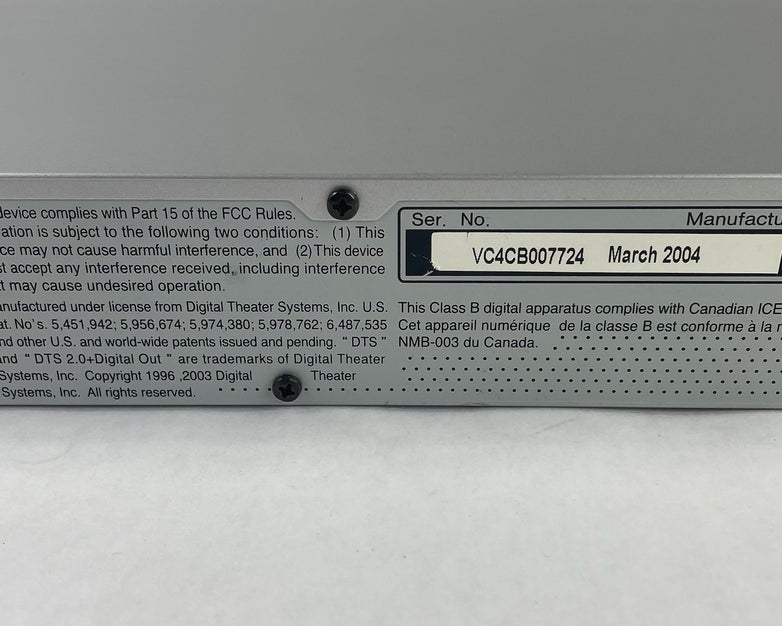 device complies with Part 15 of the FCC Rules.
ation is subject to the following two conditions: (1) This
ce may not cause harmful interference, and (2) This device
st accept any interference received, including interference
at may cause undesired operation.
anufactured under license from Digital Theater Systems, Inc. U.S.
at. No's. 5,451,942; 5,956,674; 5,974,380; 5,978,762; 6,487,535
nd other U.S. and world-wide patents issued and pending. “ DTS ”
and “ DTS 2.0+Digital Out ” are trademarks of Digital Theater
Systems, Inc. Copyright 1996 ,2003 Digital Theater
Systems, Inc. All rights reserved.
Ser. No. Manufactu
VC4CB007724 March 2004
This Class B digital apparatus complies with Canadian ICE
Cet appareil numérique de la classe B est conforme à la n
NMB-003 du Canada.